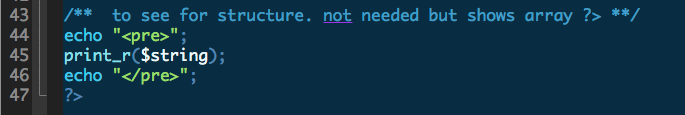 43 /**  to see for structure. not needed but shows array ?> **/
44 echo "<pre>";
45 print_r($string);
46 echo "</pre>";
47 ?>